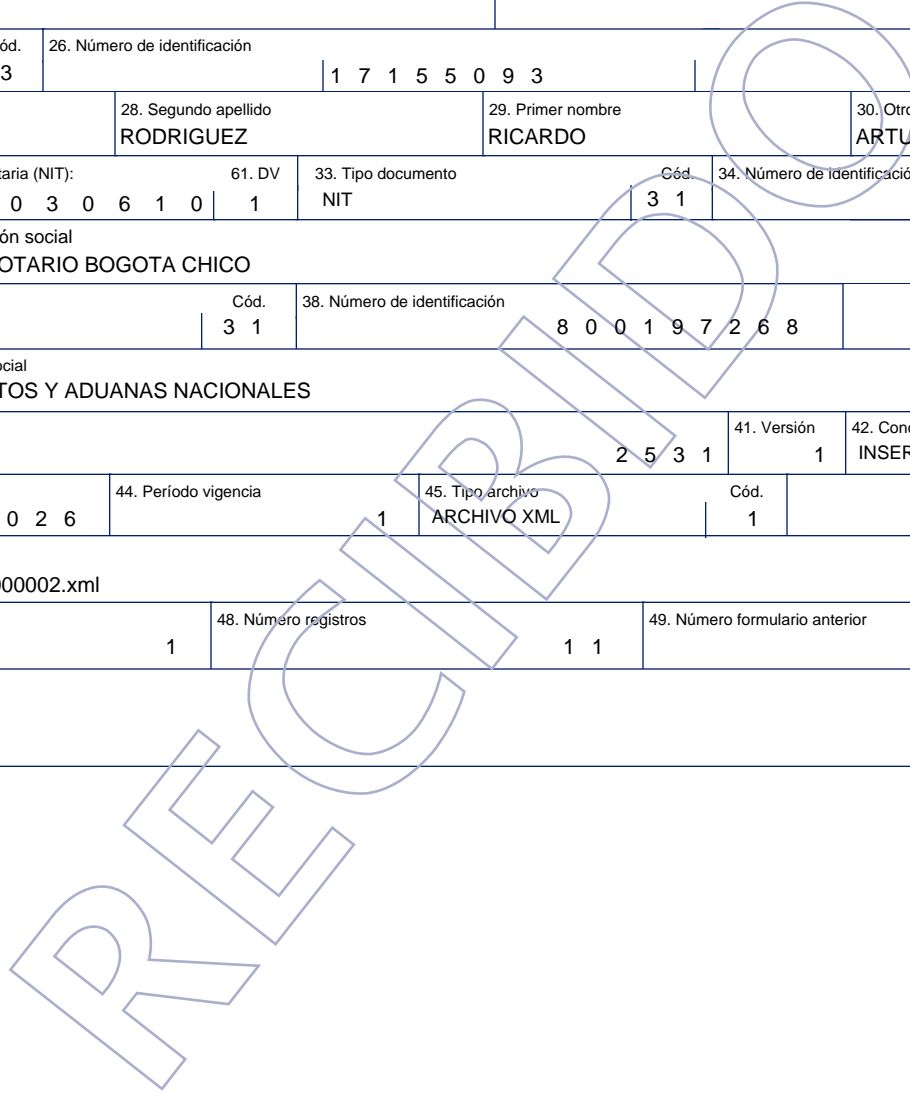 ód. 26. Número de identificación
3 1 7 1 5 5 0 9 3
28. Segundo apellido 29. Primer nombre 30. Otro
RODRIGUEZ RICARDO ARTU
taria (NIT): 61. DV 33. Tipo documento Cód. 34. Número de identificació
0 3 0 6 1 0 1 NIT 3 1
ón social
OTARIO BOGOTA CHICO
Cód. 38. Número de identificación
3 1 8 0 0 1 9 7 2 6 8
ocial
TOS Y ADUANAS NACIONALES
41. Versión 42. Conc
2 5 3 1 1 INSER
44. Período vigencia 45. Tipo archivo Cód.
0 2 6 1 ARCHIVO XML 1
000002.xml
48. Número registros 49. Número formulario anterior
1 1 1
RECIBIDO